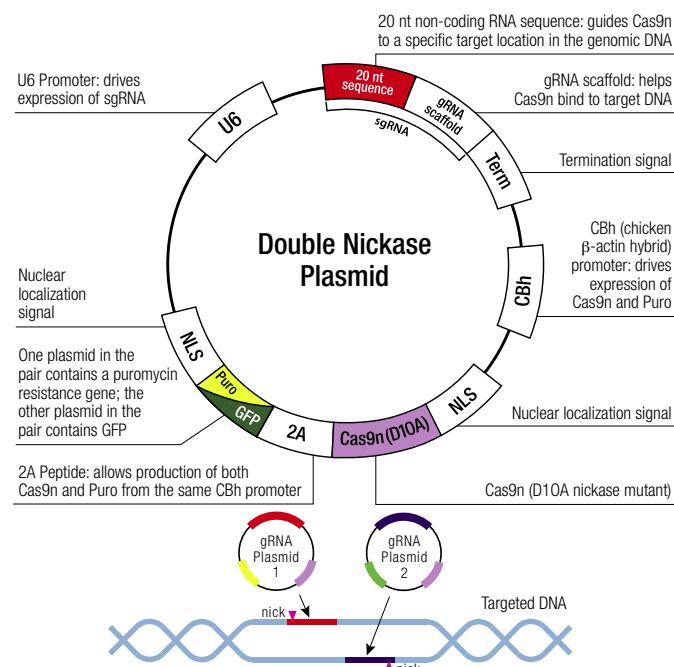 20 nt non-coding RNA sequence: guides Cas9n
to a specific target location in the genomic DNA
U6 Promoter: drives
expression of sgRNA
20 nt
sequence
gRNA
scaffold
gRNA scaffold: helps
Cas9n bind to target DNA
U6
sgRNA
Term
Termination signal
Double Nickase
Plasmid
CBh (chicken
β-actin hybrid)
promoter: drives
expression of
Cas9n and Puro
CBh
Nuclear
localization
signal
NLS
One plasmid in the
pair contains a puromycin
resistance gene; the
other plasmid in the
pair contains GFP
Puro
GFP
2A
Cas9n (D10A)
NLS
Nuclear localization signal
2A Peptide: allows production of both
Cas9n and Puro from the same CBh promoter
Cas9n (D10A nickase mutant)
gRNA
Plasmid
1
gRNA
Plasmid
2
nick
Targeted DNA
nick